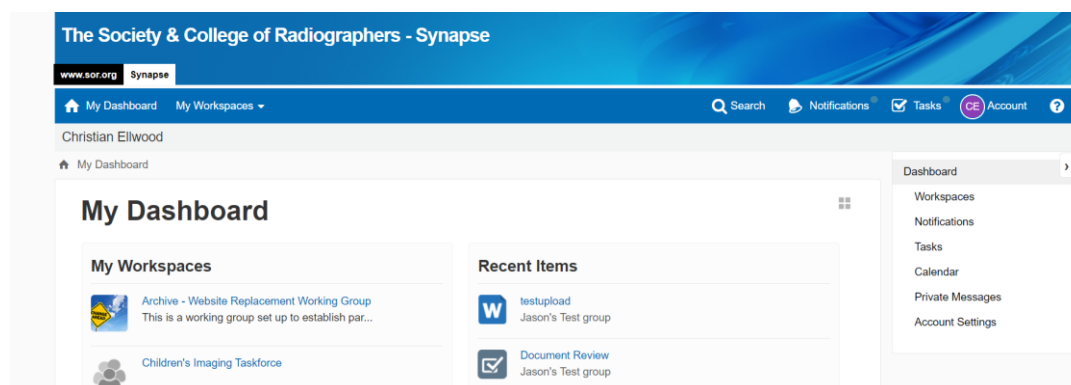 The Society & College of Radiographers - Synapse
www.sor.org Synapse
My Dashboard My Workspaces Search Notifications Tasks CE Account ?
Christian Ellwood
My Dashboard
My Dashboard
My Workspaces
Archive - Website Replacement Working Group
This is a working group set up to establish par...
Children's Imaging Taskforce
Recent Items
W testupload
Jason's Test group
Document Review
Jason's Test group
Dashboard
Workspaces
Notifications
Tasks
Calendar
Private Messages
Account Settings